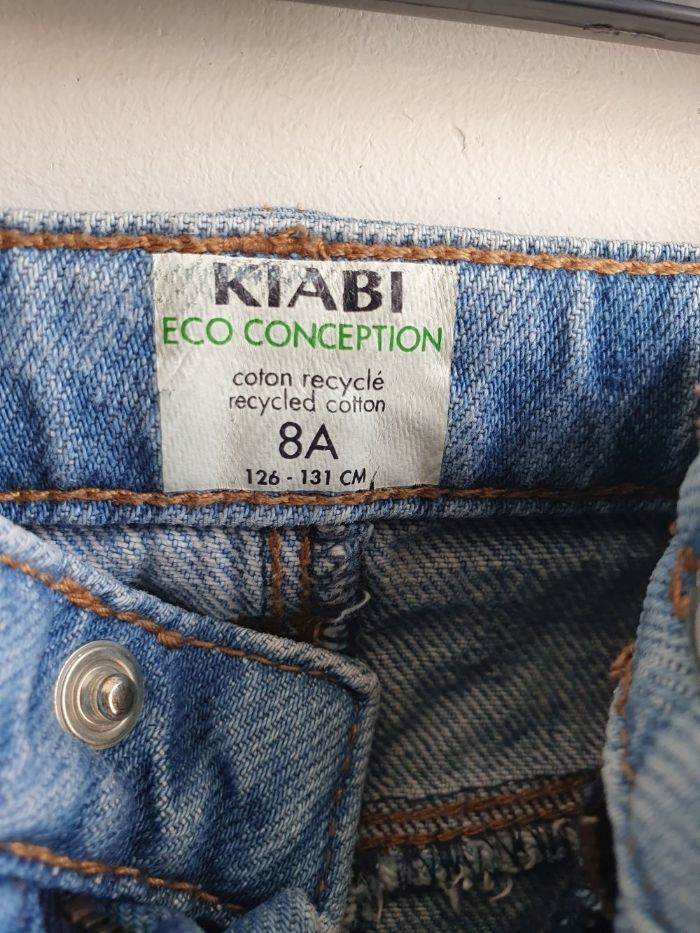 KIABI
ECO CONCEPTION
coton recyclé
recycled cotton
8A
126 - 131 CM